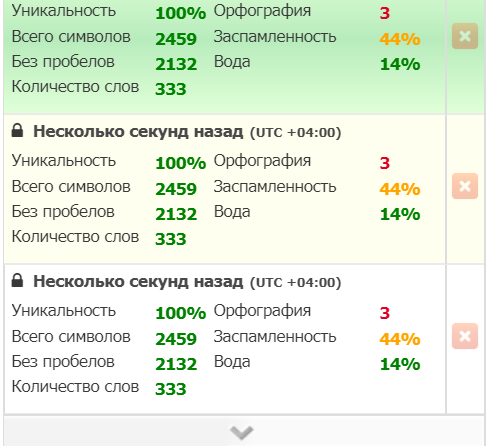 Уникальность 100% Орфография 3
Всего символов 2459 Заспамленность 44%
Без пробелов 2132 Вода 14%
Количество слов 333
Несколько секунд назад (UTC +04:00)
Уникальность 100% Орфография 3
Всего символов 2459 Заспамленность 44%
Без пробелов 2132 Вода 14%
Количество слов 333
Несколько секунд назад (UTC +04:00)
Уникальность 100% Орфография 3
Всего символов 2459 Заспамленность 44%
Без пробелов 2132 Вода 14%
Количество слов 333